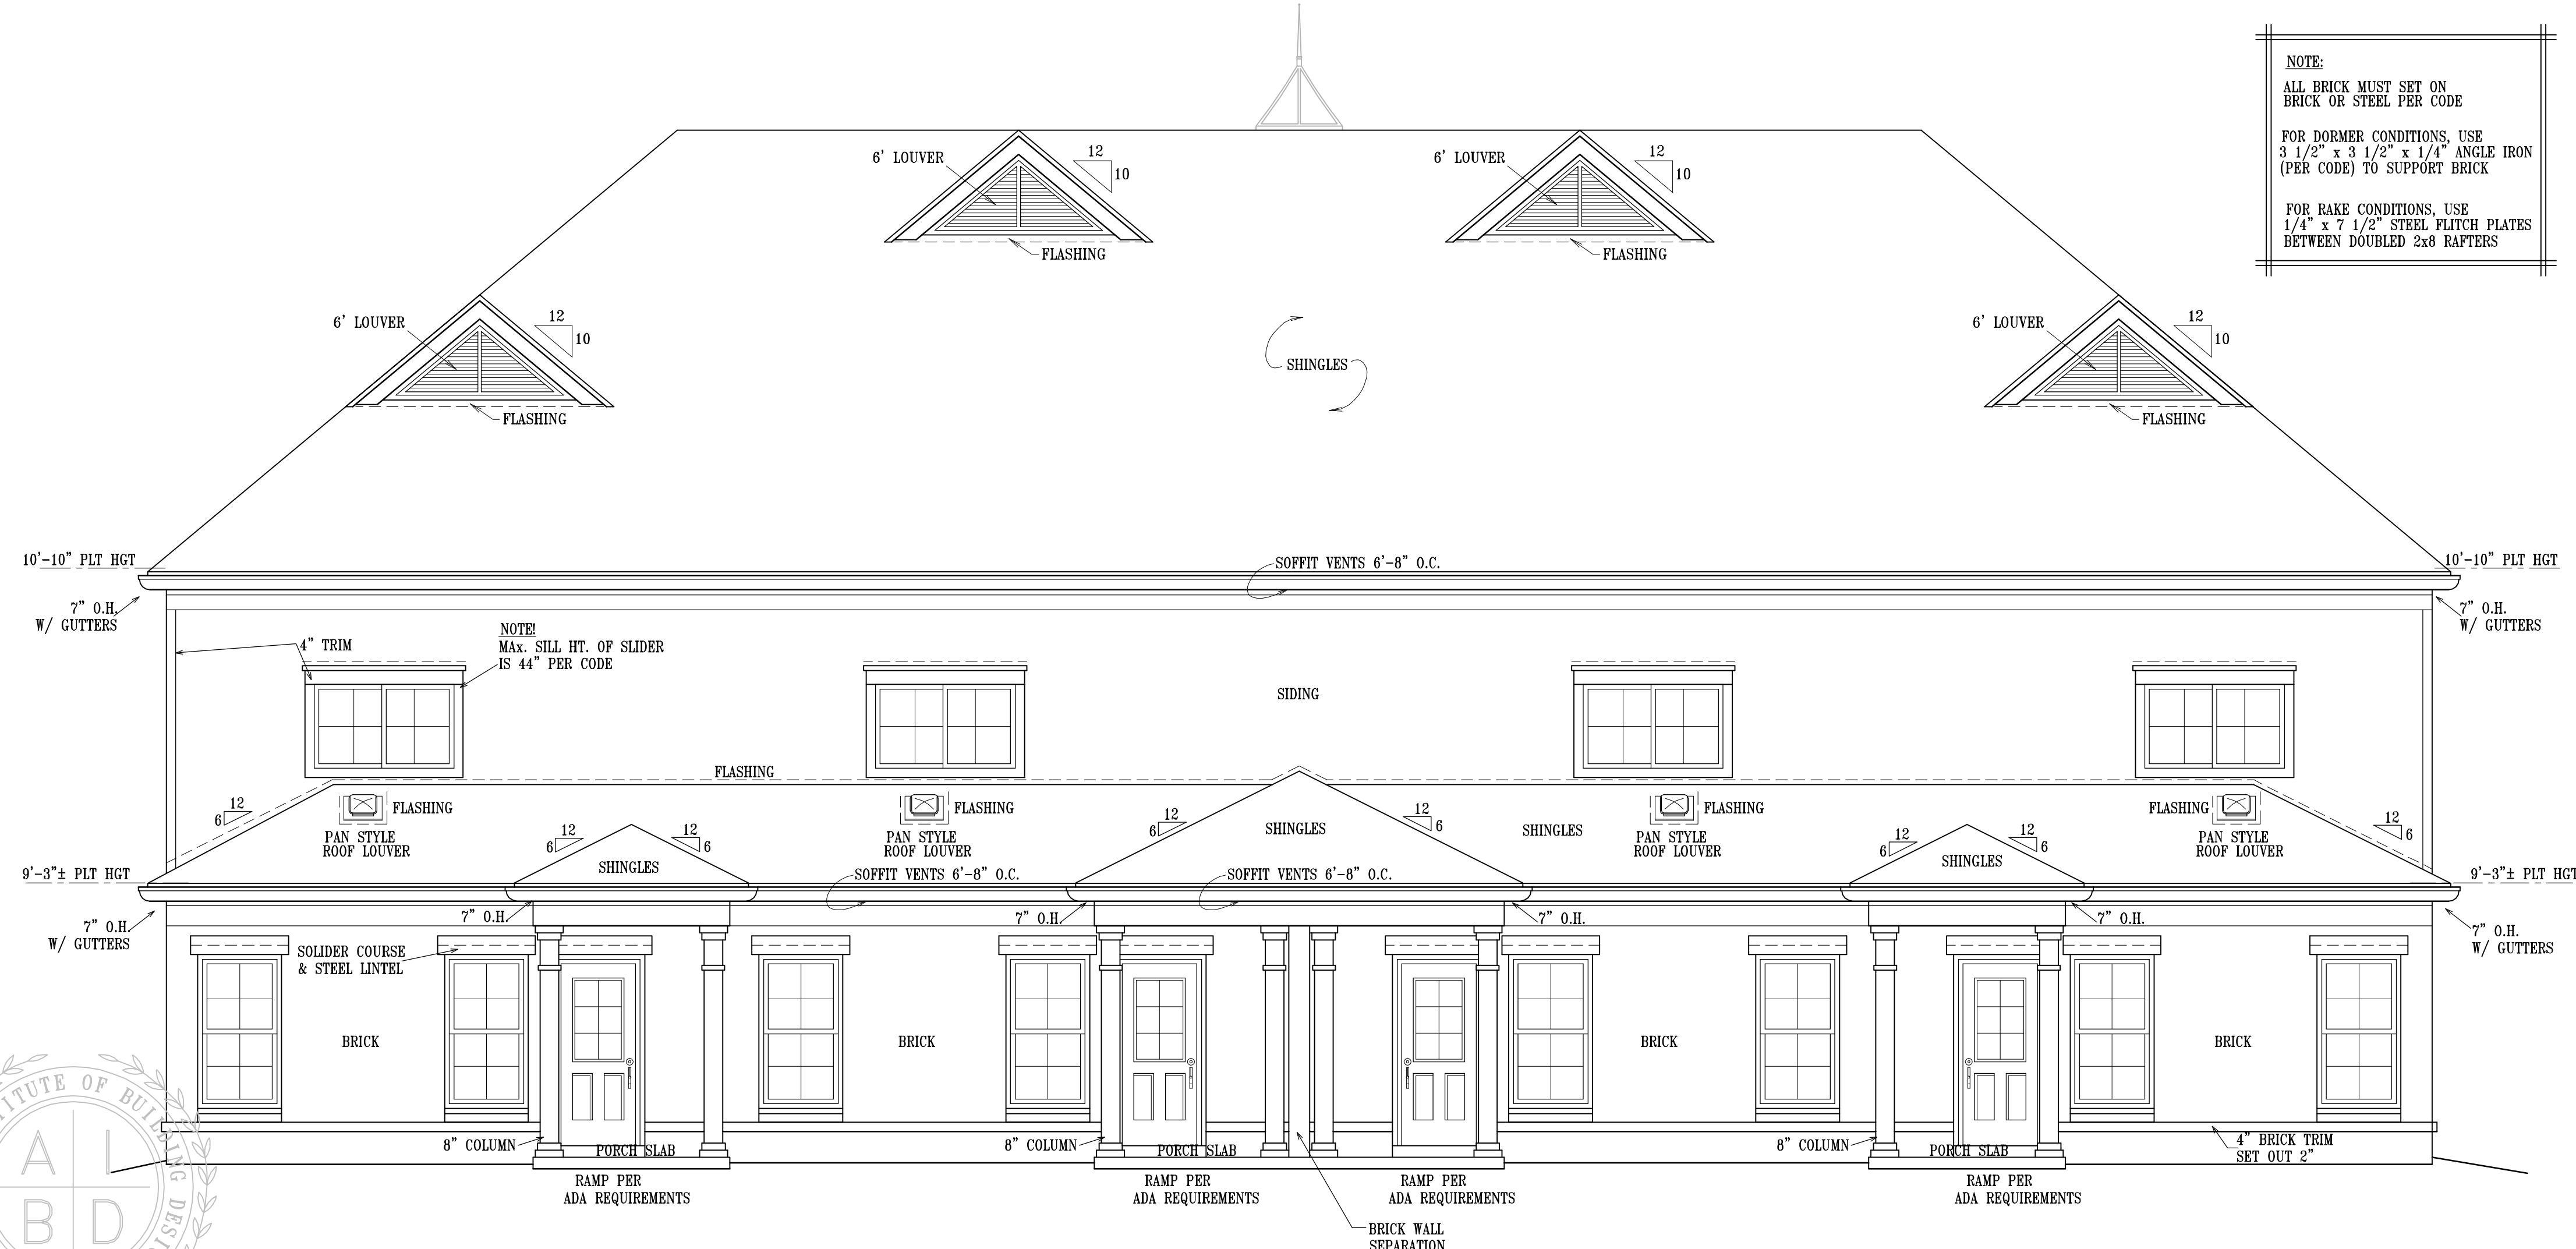 NOTE:
ALL BRICK MUST SET ON
BRICK OR STEEL PER CODE
FOR DORMER CONDITIONS, USE
3 1/2" x 3 1/2" x 1/4" ANGLE IRON
(PER CODE) TO SUPPORT BRICK
FOR RAKE CONDITIONS, USE
1/4" x 7 1/2" STEEL FLITCH PLATES
BETWEEN DOUBLED 2x8 RAFTERS
6' LOUVER
12
10
FLASHING
6' LOUVER
12
10
FLASHING
6' LOUVER
12
10
FLASHING
SHINGLES
6' LOUVER
12
10
FLASHING
10'-10" PLT HGT
SOFFIT VENTS 6'-8" O.C.
10'-10" PLT HGT
7" O.H.
W/ GUTTERS
7" O.H.
W/ GUTTERS
4" TRIM
NOTE!
MAx. SILL HT. OF SLIDER
IS 44" PER CODE
SIDING
FLASHING
12
6
FLASHING
PAN STYLE
ROOF LOUVER
12
6
12
6
SHINGLES
FLASHING
PAN STYLE
ROOF LOUVER
12
6
SHINGLES
12
6
SHINGLES
FLASHING
PAN STYLE
ROOF LOUVER
12
6
12
6
SHINGLES
FLASHING
PAN STYLE
ROOF LOUVER
12
6
9'-3"± PLT HGT
SOFFIT VENTS 6'-8" O.C.
SOFFIT VENTS 6'-8" O.C.
9'-3"± PLT HGT
7" O.H.
W/ GUTTERS
7" O.H.
7" O.H.
7" O.H.
7" O.H.
7" O.H.
W/ GUTTERS
SOLIDER COURSE
& STEEL LINTEL
BRICK
BRICK
BRICK
BRICK
8" COLUMN
PORCH SLAB
8" COLUMN
PORCH SLAB
8" COLUMN
PORCH SLAB
4" BRICK TRIM
SET OUT 2"
RAMP PER
ADA REQUIREMENTS
RAMP PER
ADA REQUIREMENTS
RAMP PER
ADA REQUIREMENTS
RAMP PER
ADA REQUIREMENTS
BRICK WALL
SEPARATION
OF BUILDING
A I
B D